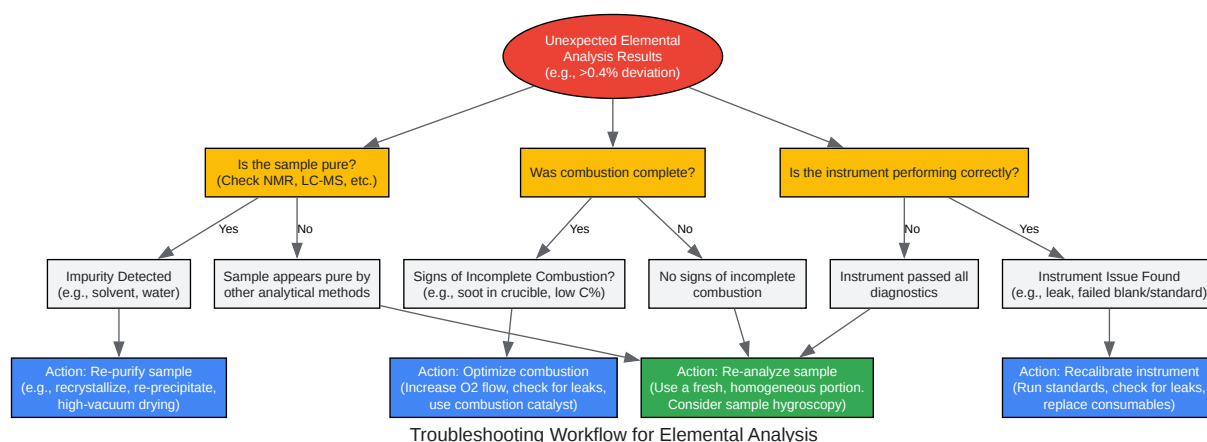 Unexpected Elemental
Analysis Results
(e.g., >0.4% deviation)
Is the sample pure?
(Check NMR, LC-MS, etc.)
Was combustion complete?
Is the instrument performing correctly?
Yes
No
Yes
No
No
Yes
Impurity Detected
(e.g., solvent, water)
Sample appears pure by
other analytical methods
Signs of Incomplete Combustion?
(e.g., soot in crucible, low C%)
No signs of incomplete
combustion
Instrument passed all
diagnostics
Instrument Issue Found
(e.g., leak, failed blank/standard)
Action: Re-purify sample
(e.g., recrystallize, re-precipitate,
high-vacuum drying)
Action: Optimize combustion
(Increase O2 flow, check for leaks,
use combustion catalyst)
Action: Re-analyze sample
(Use a fresh, homogeneous portion.
Consider sample hygroscopy)
Action: Recalibrate instrument
(Run standards, check for leaks,
replace consumables)
Troubleshooting Workflow for Elemental Analysis